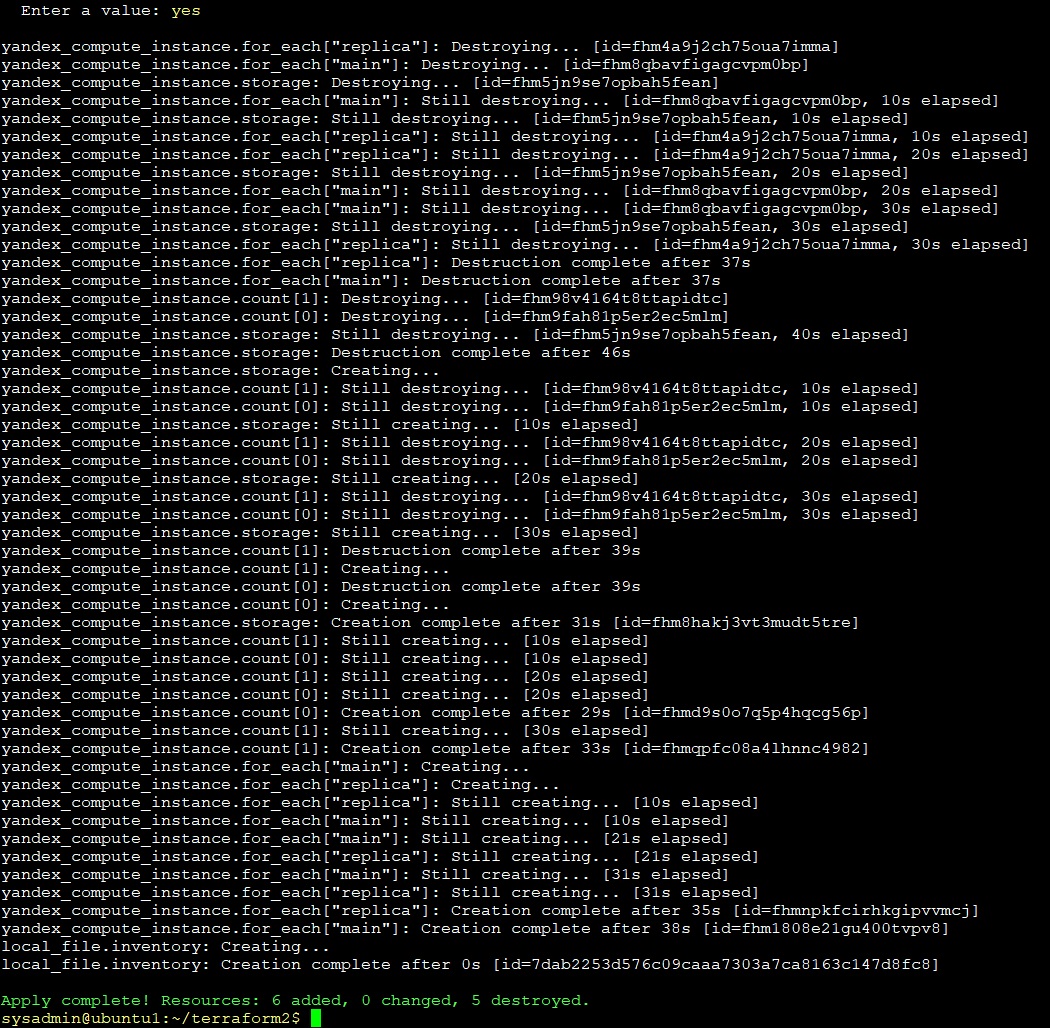 Enter a value: yes
yandex_compute_instance.for_each["replica"]: Destroying... [id=fhm4a9j2ch75oua7imma]
yandex_compute_instance.for_each["main"]: Destroying... [id=fhm8qbavfigagcvpm0bp]
yandex_compute_instance.storage: Destroying... [id=fhm5jn9se7opbah5fean]
yandex_compute_instance.for_each["main"]: Still destroying... [id=fhm8qbavfigagcvpm0bp, 10s elapsed]
yandex_compute_instance.storage: Still destroying... [id=fhm5jn9se7opbah5fean, 10s elapsed]
yandex_compute_instance.for_each["replica"]: Still destroying... [id=fhm4a9j2ch75oua7imma, 10s elapsed]
yandex_compute_instance.for_each["replica"]: Still destroying... [id=fhm4a9j2ch75oua7imma, 20s elapsed]
yandex_compute_instance.storage: Still destroying... [id=fhm5jn9se7opbah5fean, 20s elapsed]
yandex_compute_instance.for_each["main"]: Still destroying... [id=fhm8qbavfigagcvpm0bp, 20s elapsed]
yandex_compute_instance.for_each["main"]: Still destroying... [id=fhm8qbavfigagcvpm0bp, 30s elapsed]
yandex_compute_instance.storage: Still destroying... [id=fhm5jn9se7opbah5fean, 30s elapsed]
yandex_compute_instance.for_each["replica"]: Still destroying... [id=fhm4a9j2ch75oua7imma, 30s elapsed]
yandex_compute_instance.for_each["replica"]: Destruction complete after 37s
yandex_compute_instance.for_each["main"]: Destruction complete after 37s
yandex_compute_instance.count[1]: Destroying... [id=fhm98v4164t8ttapidtc]
yandex_compute_instance.count[0]: Destroying... [id=fhm9fah81p5er2ec5mlm]
yandex_compute_instance.storage: Still destroying... [id=fhm5jn9se7opbah5fean, 40s elapsed]
yandex_compute_instance.storage: Destruction complete after 46s
yandex_compute_instance.storage: Creating...
yandex_compute_instance.count[1]: Still destroying... [id=fhm98v4164t8ttapidtc, 10s elapsed]
yandex_compute_instance.count[0]: Still destroying... [id=fhm9fah81p5er2ec5mlm, 10s elapsed]
yandex_compute_instance.storage: Still creating... [10s elapsed]
yandex_compute_instance.count[1]: Still destroying... [id=fhm98v4164t8ttapidtc, 20s elapsed]
yandex_compute_instance.count[0]: Still destroying... [id=fhm9fah81p5er2ec5mlm, 20s elapsed]
yandex_compute_instance.storage: Still creating... [20s elapsed]
yandex_compute_instance.count[1]: Still destroying... [id=fhm98v4164t8ttapidtc, 30s elapsed]
yandex_compute_instance.count[0]: Still destroying... [id=fhm9fah81p5er2ec5mlm, 30s elapsed]
yandex_compute_instance.storage: Still creating... [30s elapsed]
yandex_compute_instance.count[1]: Destruction complete after 39s
yandex_compute_instance.count[1]: Creating...
yandex_compute_instance.count[0]: Destruction complete after 39s
yandex_compute_instance.count[0]: Creating...
yandex_compute_instance.storage: Creation complete after 31s [id=fhm8hakj3vt3mudt5tre]
yandex_compute_instance.count[1]: Still creating... [10s elapsed]
yandex_compute_instance.count[0]: Still creating... [10s elapsed]
yandex_compute_instance.count[1]: Still creating... [20s elapsed]
yandex_compute_instance.count[0]: Still creating... [20s elapsed]
yandex_compute_instance.count[0]: Creation complete after 29s [id=fhmd9s0o7q5p4hqcg56p]
yandex_compute_instance.count[1]: Still creating... [30s elapsed]
yandex_compute_instance.count[1]: Creation complete after 33s [id=fhmqpfc08a4lhnnc4982]
yandex_compute_instance.for_each["main"]: Creating...
yandex_compute_instance.for_each["replica"]: Creating...
yandex_compute_instance.for_each["replica"]: Still creating... [10s elapsed]
yandex_compute_instance.for_each["main"]: Still creating... [10s elapsed]
yandex_compute_instance.for_each["main"]: Still creating... [21s elapsed]
yandex_compute_instance.for_each["replica"]: Still creating... [21s elapsed]
yandex_compute_instance.for_each["main"]: Still creating... [31s elapsed]
yandex_compute_instance.for_each["replica"]: Still creating... [31s elapsed]
yandex_compute_instance.for_each["replica"]: Creation complete after 35s [id=fhmnpkfcirhkgipvvmcj]
yandex_compute_instance.for_each["main"]: Creation complete after 38s [id=fhm1808e21gu400tvpv8]
local_file.inventory: Creating...
local_file.inventory: Creation complete after 0s [id=7dab2253d576c09caaa7303a7ca8163c147d8fc8]
Apply complete! Resources: 6 added, 0 changed, 5 destroyed.
sysadmin@ubuntu1:~/terraform2$